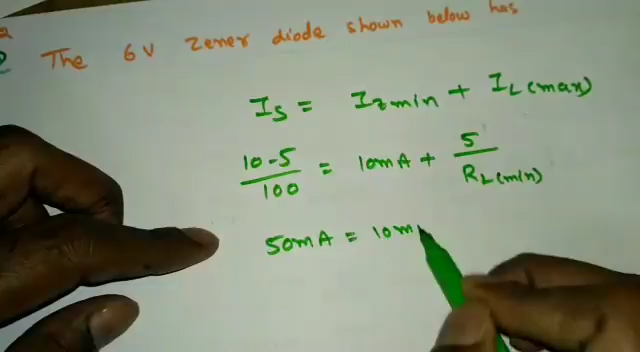 The 6V Zener diode shown below has
Is = Izmin + IL(max)
10-5/100 = 10mA + 5/RL(min)
50mA = 10m